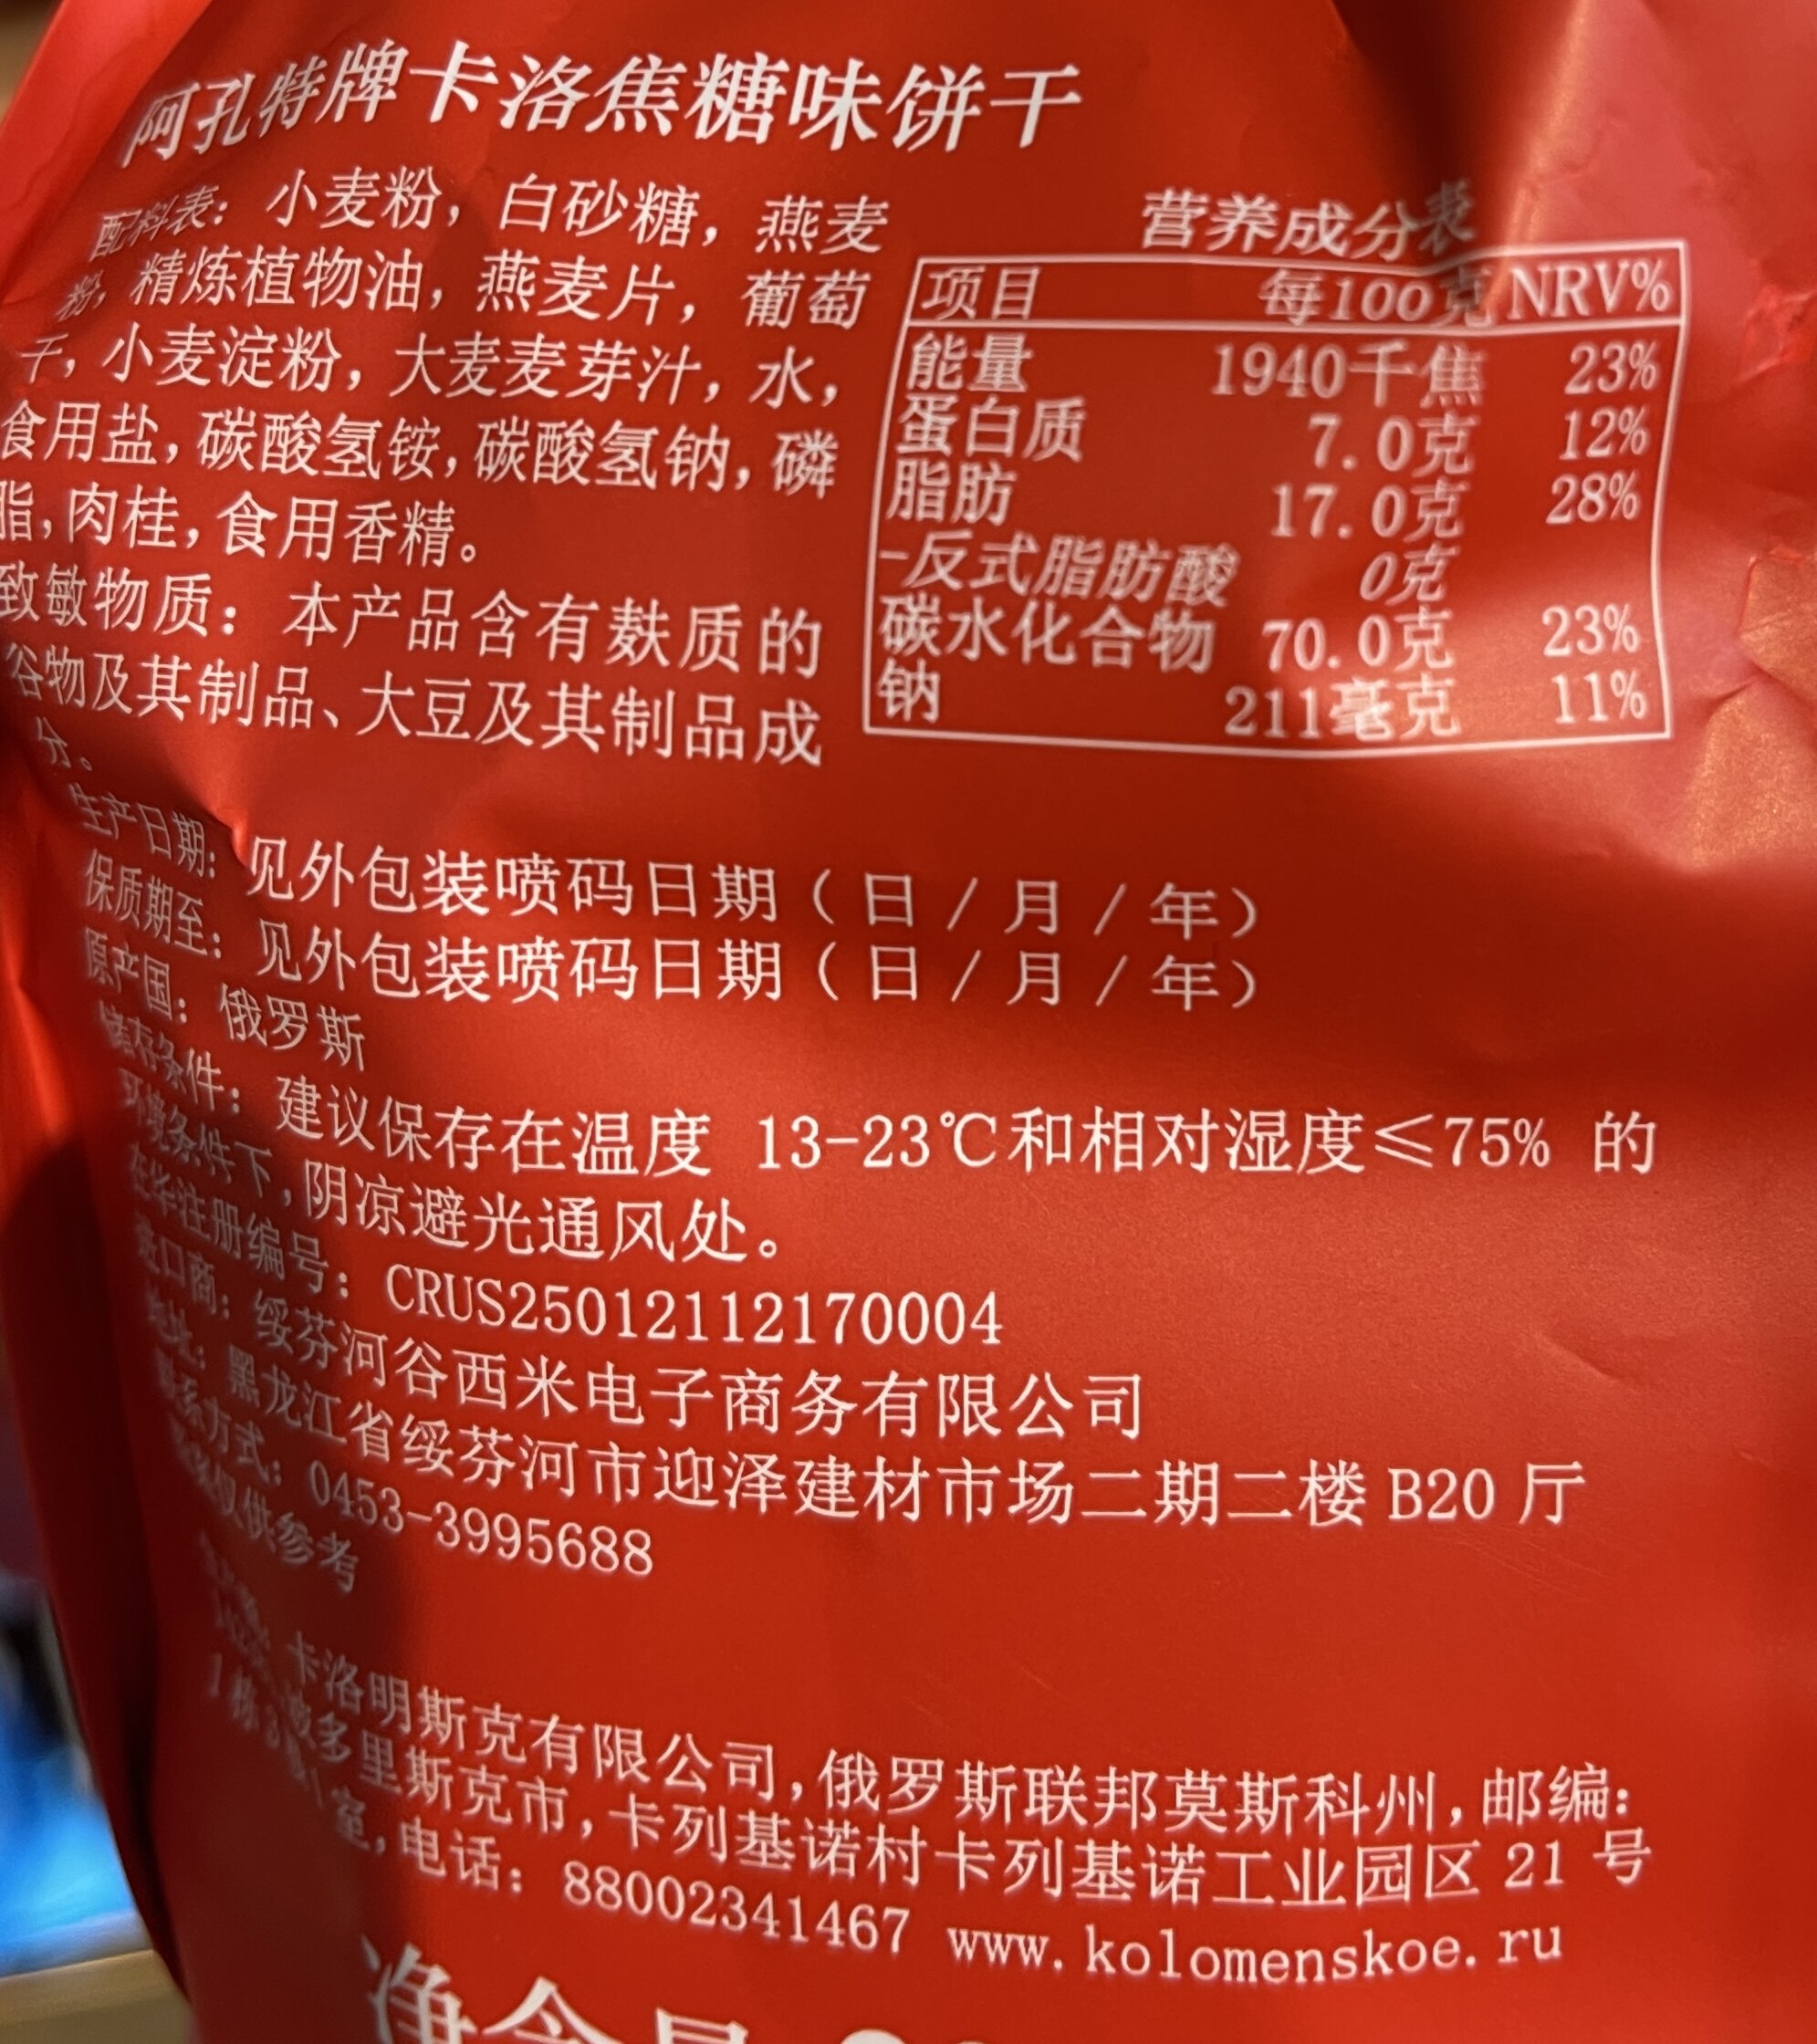 阿孔特牌卡洛焦糖味饼干
配料表: 小麦粉, 白砂糖, 燕麦
粉, 精炼植物油, 燕麦片, 葡萄
干, 小麦淀粉, 大麦麦芽汁, 水,
食用盐, 碳酸氢铵, 碳酸氢钠, 磷
脂, 肉桂, 食用香精。
致敏物质: 本产品含有麸质的
谷物及其制品、大豆及其制品成
分。
营养成分表
项目 每100克 NRV%
能量 1940千焦 23%
蛋白质 7.0克 12%
脂肪 17.0克 28%
-反式脂肪酸 0克
碳水化合物 70.0克 23%
钠 211毫克 11%
生产日期: 见外包装喷码日期（日/月/年）
保质期至: 见外包装喷码日期（日/月/年）
原产国: 俄罗斯
储存条件: 建议保存在温度 13-23℃和相对湿度≤75% 的
环境条件下, 阴凉避光通风处。
在华注册编号: CRUS25012112170004
进口商: 绥芬河谷西米电子商务有限公司
地址: 黑龙江省绥芬河市迎泽建材市场二期二楼 B20 厅
联系方式: 0453-3995688
仅供参考
卡洛明斯克有限公司, 俄罗斯联邦莫斯科州, 邮编:
波多里斯克市, 卡列基诺村卡列基诺工业园区 21 号
1 栋 室, 电话: 88002341467 www.kolomenskoe.ru
净含量